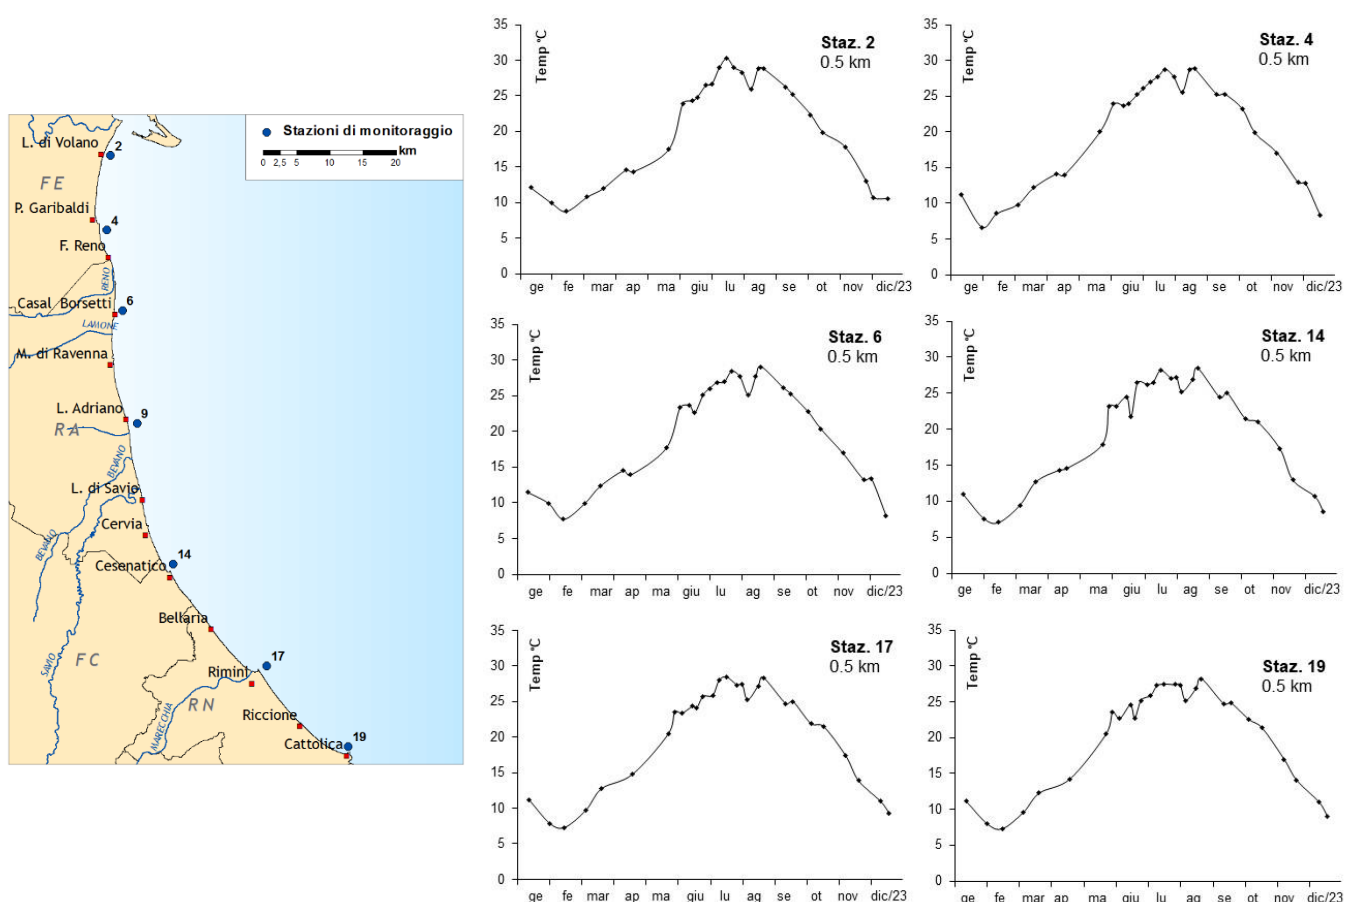 Stazioni di monitoraggio
0 2,5 5 10 15 20
km
L. di Volano
2
FE
P. Garibaldi
4
F. Reno
RENO
Casal Borsetti
6
LAMONE
M. di Ravenna
L. Adriano
9
RA
BEVANO
L. di Savio
Cervia
BEVANO
14
Cesenatico
Bellaria
FC
SAVIO
17
Rimini
RN
MARECCHIA
Riccione
19
Cattolica
Temp °C
Staz. 2
0.5 km
35
30
25
20
15
10
5
0
ge fe mar ap ma giu lu ag se ot nov dic/23
Temp °C
Staz. 4
0.5 km
35
30
25
20
15
10
5
0
ge fe mar ap ma giu lu ag se ot nov dic/23
Temp °C
Staz. 6
0.5 km
35
30
25
20
15
10
5
0
ge fe mar ap ma giu lu ag se ot nov dic/23
Temp °C
Staz. 14
0.5 km
35
30
25
20
15
10
5
0
ge fe mar ap ma giu lu ag se ot nov dic/23
Temp °C
Staz. 17
0.5 km
35
30
25
20
15
10
5
0
ge fe mar ap ma giu lu ag se ot nov dic/23
Temp °C
Staz. 19
0.5 km
35
30
25
20
15
10
5
0
ge fe mar ap ma giu lu ag se ot nov dic/23